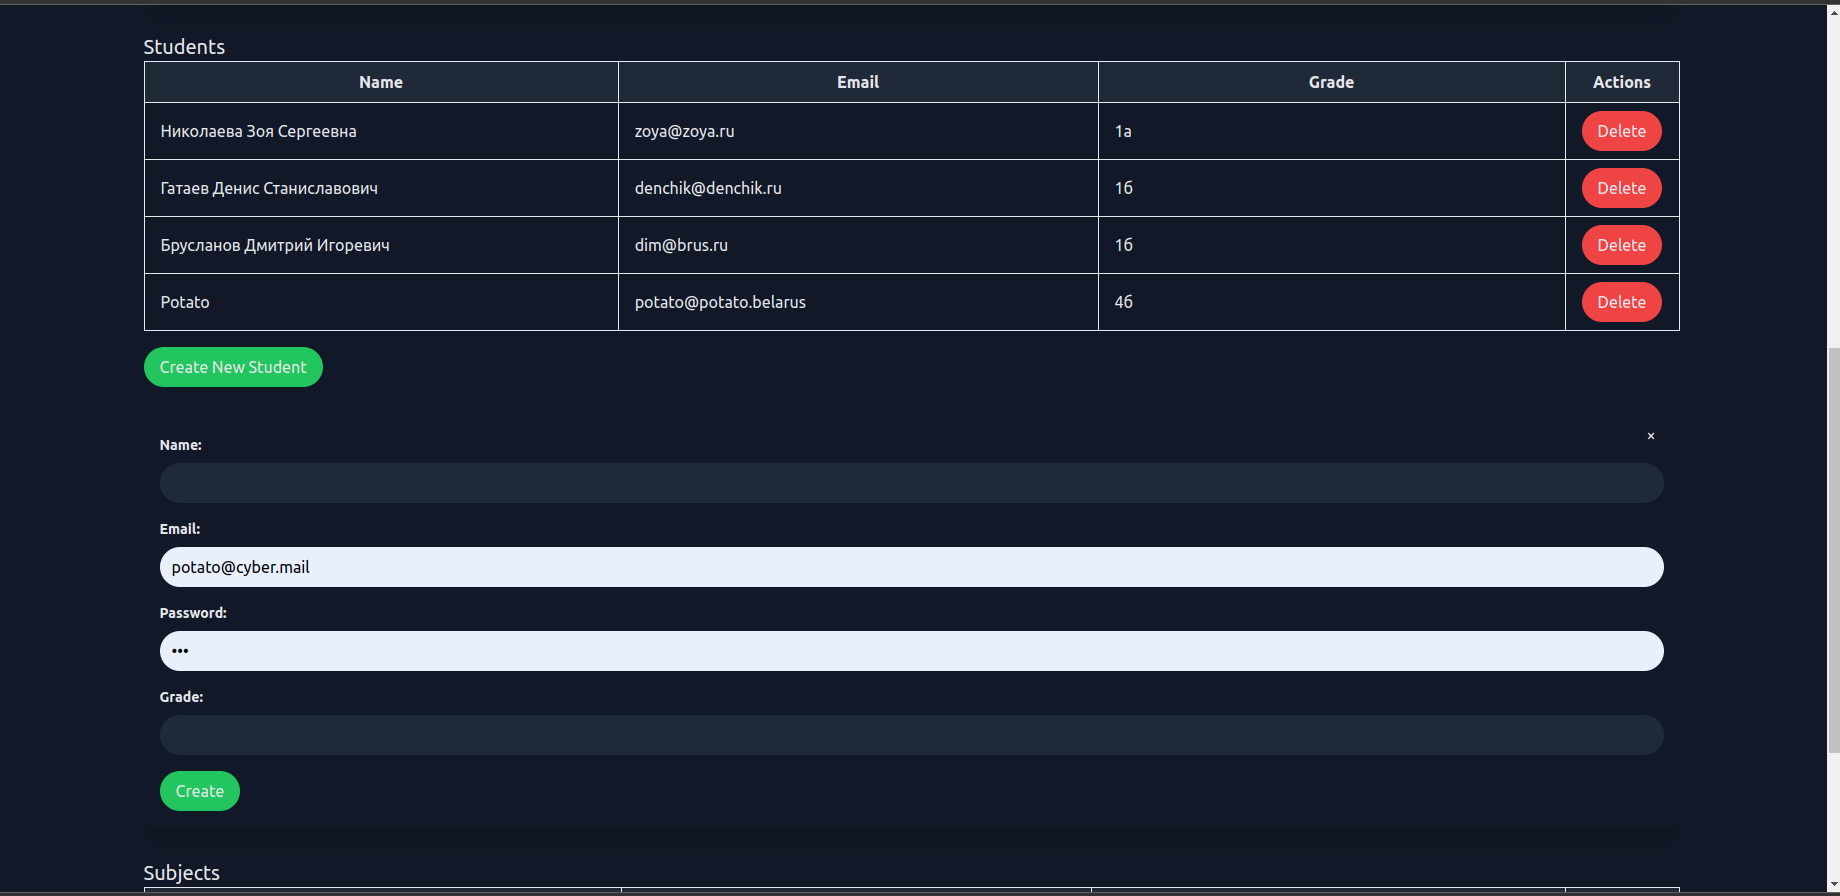 Students
Name Email Grade Actions
Николаева Зоя Сергеевна zoya@zoya.ru 1а Delete
Гатаев Денис Станиславович denchik@denchik.ru 1б Delete
Брусланов Дмитрий Игоревич dim@brus.ru 1б Delete
Potato potato@potato.belarus 4б Delete
Create New Student
×
Name:
Email:
potato@cyber.mail
Password:
•••
Grade:
Create
Subjects